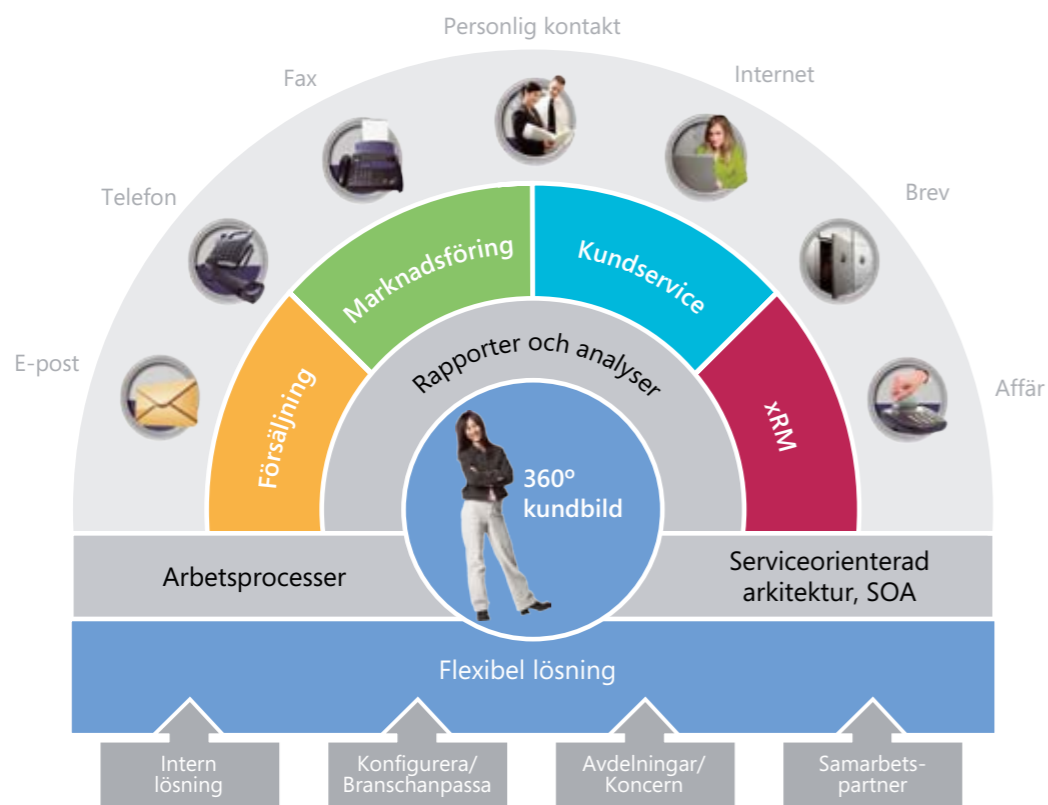 Personlig kontakt
Fax
Internet
Telefon
Brev
E-post
Affär
Försäljning
Marknadsföring
Kundservice
xRM
Rapporter och analyser
360º
kundbild
Arbetsprocesser
Serviceorienterad
arkitektur, SOA
Flexibel lösning
Intern
lösning
Konfigurera/
Branschanpassa
Avdelningar/
Koncern
Samarbets-
partner